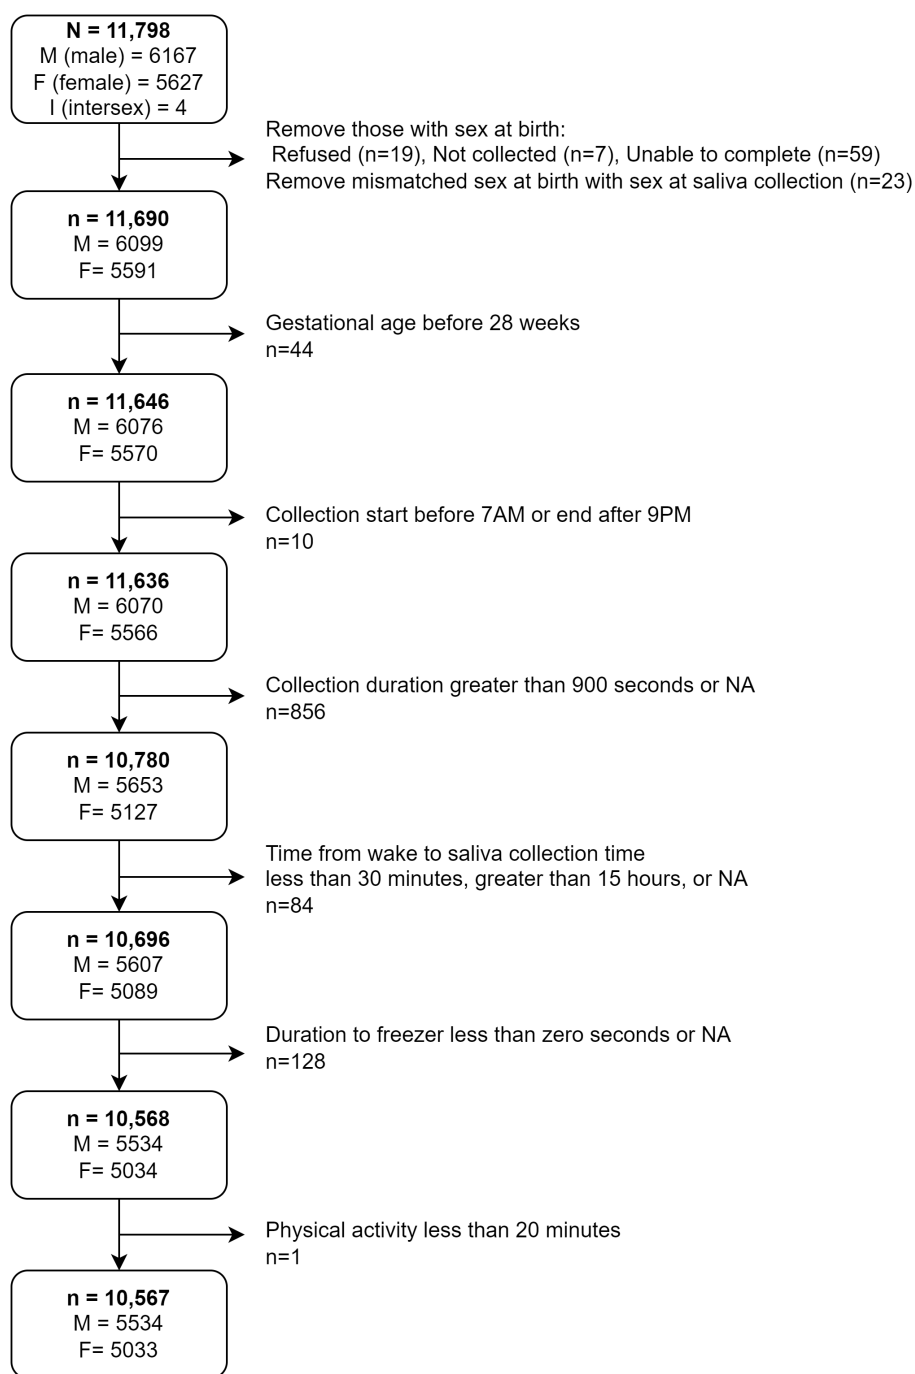 N = 11,798
M (male) = 6167
F (female) = 5627
I (intersex) = 4
Remove those with sex at birth:
Refused (n=19), Not collected (n=7), Unable to complete (n=59)
Remove mismatched sex at birth with sex at saliva collection (n=23)
n = 11,690
M = 6099
F= 5591
Gestational age before 28 weeks
n=44
n = 11,646
M = 6076
F= 5570
Collection start before 7AM or end after 9PM
n=10
n = 11,636
M = 6070
F= 5566
Collection duration greater than 900 seconds or NA
n=856
n = 10,780
M = 5653
F= 5127
Time from wake to saliva collection time
less than 30 minutes, greater than 15 hours, or NA
n=84
n = 10,696
M = 5607
F= 5089
Duration to freezer less than zero seconds or NA
n=128
n = 10,568
M = 5534
F= 5034
Physical activity less than 20 minutes
n=1
n = 10,567
M = 5534
F= 5033